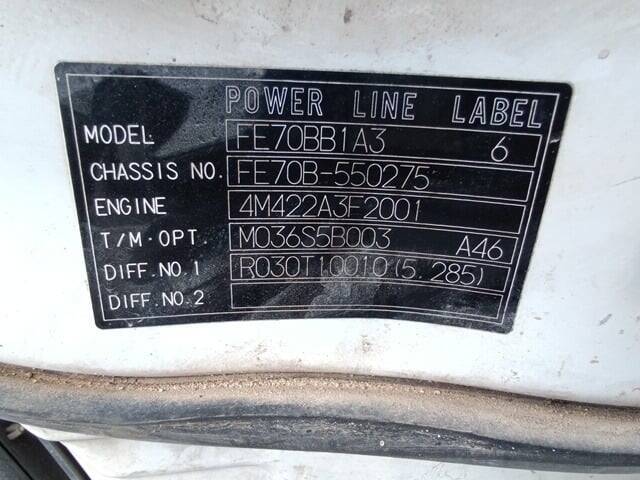 POWER LINE LABEL
MODEL FE70BB1A3 6
CHASSIS NO. FE70B-550275
ENGINE 4M422A3F2001
T/M·OPT. M036S5B003 A46
DIFF.NO.1 R030T10010(5.285)
DIFF.NO.2